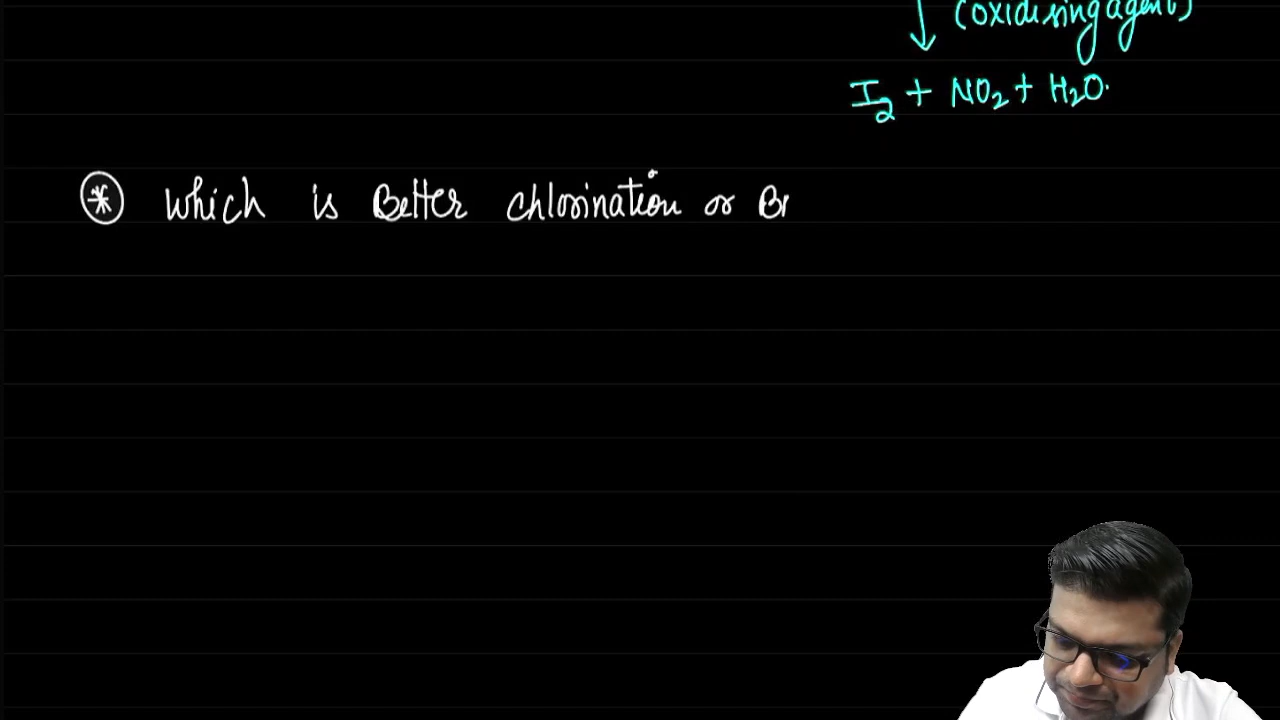 ↓ (oxidising agent)
I₂ + NO₂ + H₂O.
* which is Better chlorination or Br